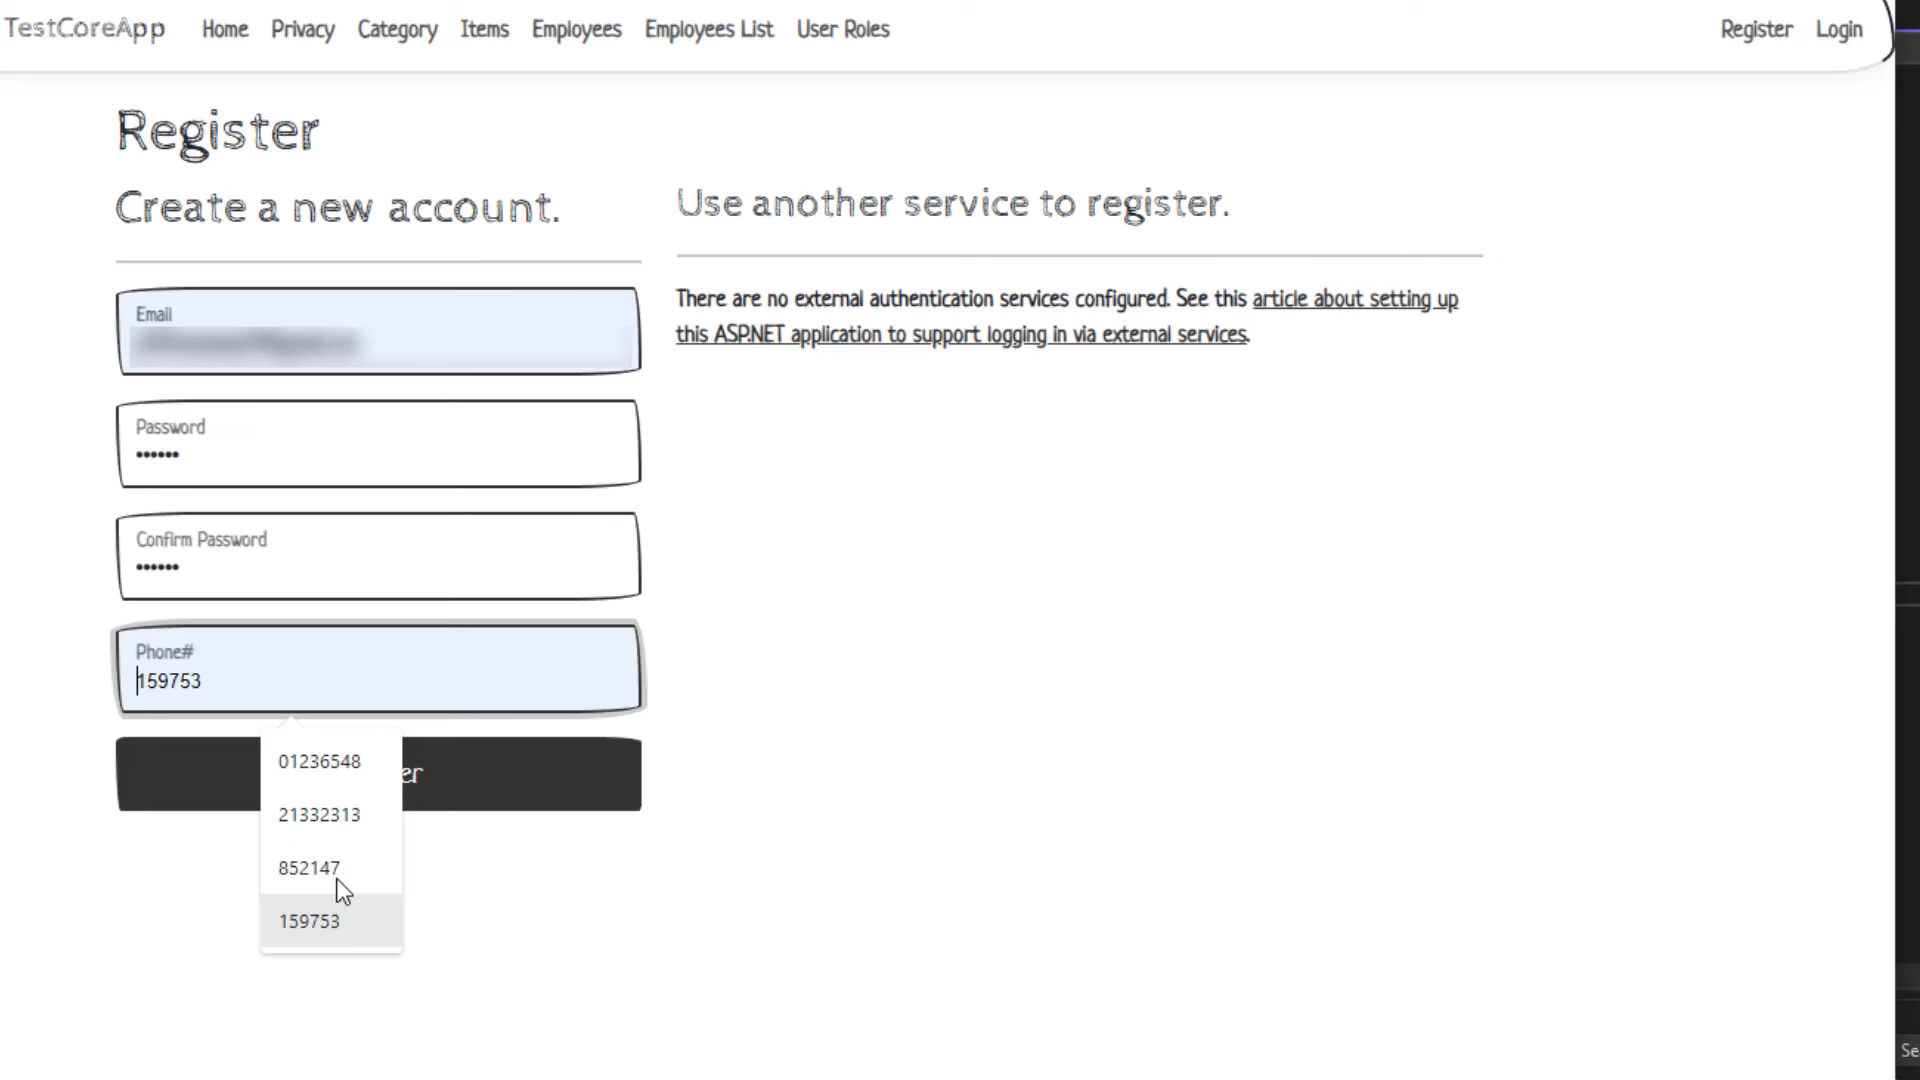 TestCoreApp Home Privacy Category Items Employees Employees List User Roles Register Login
Register
Create a new account.
Use another service to register.
There are no external authentication services configured. See this article about setting up
this ASP.NET application to support logging in via external services.
Email
Password
••••••
Confirm Password
••••••
Phone#
159753
er
01236548
21332313
852147
159753
Se